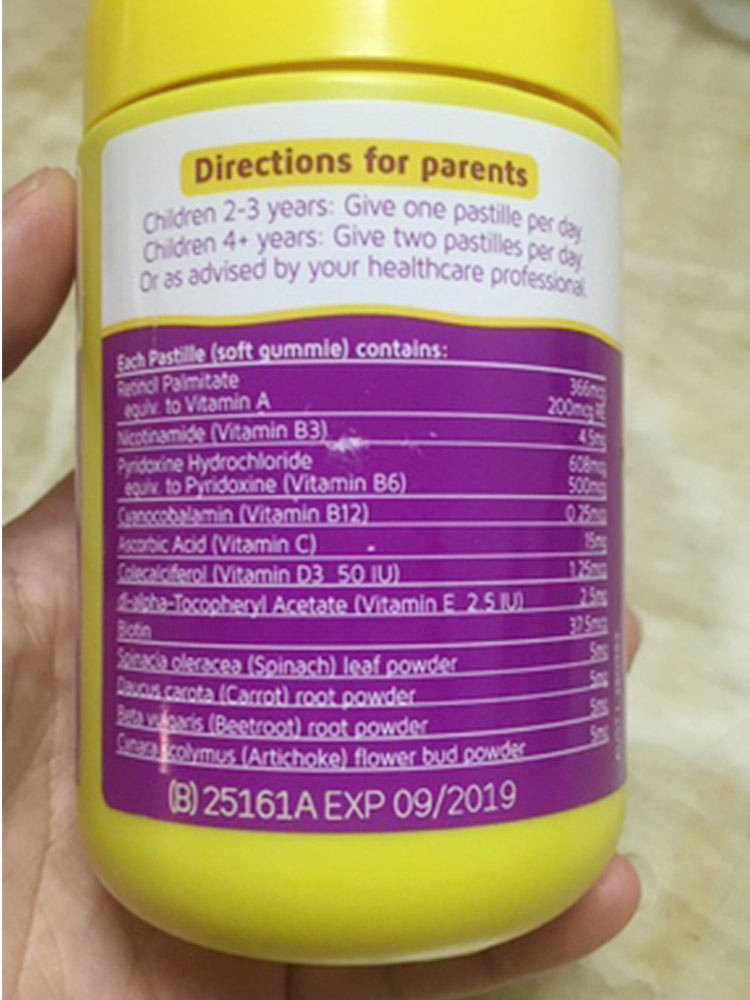 Directions for parents
Children 2-3 years: Give one pastille per day.
Children 4+ years: Give two pastilles per day.
Or as advised by your healthcare professional.
Each Pastille (soft gummie) contains:
Retinol Palmitate 366mcg
equiv. to Vitamin A 200mcg RE
Nicotinamide (Vitamin B3) 4.5mg
Pyridoxine Hydrochloride 608mcg
equiv. to Pyridoxine (Vitamin B6) 500mcg
Cyanocobalamin (Vitamin B12) 0.25mcg
Ascorbic Acid (Vitamin C) 15mg
Colecalciferol (Vitamin D3 50 IU) 1.25mcg
dl-alpha-Tocopheryl Acetate (Vitamin E 2.5 IU) 2.5mg
Biotin 37.5mcg
Spinacia oleracea (Spinach) leaf powder 5mg
Daucus carota (Carrot) root powder 5mg
Beta vulgaris (Beetroot) root powder 5mg
Cynara scolymus (Artichoke) flower bud powder 5mg
(B) 25161A EXP 09/2019